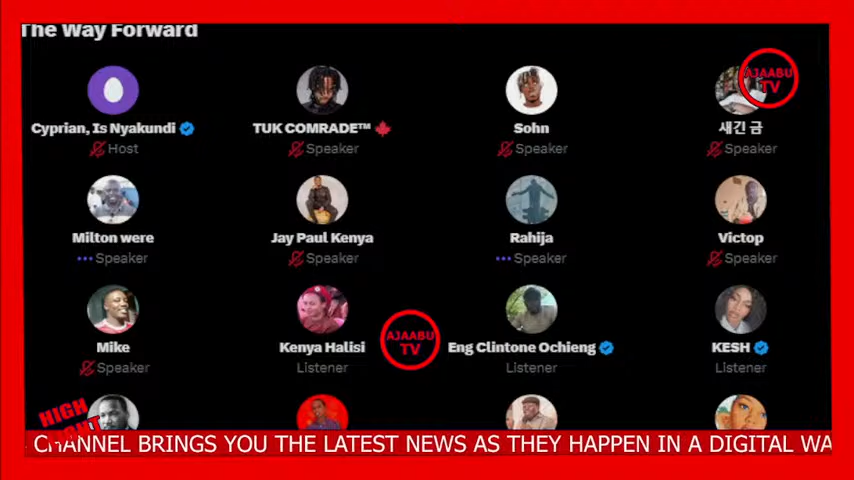 The Way Forward
AJAABU
TV
Cyprian, Is Nyakundi TUK COMRADE™ Sohn 새긴 금
Host Speaker Speaker Speaker
Milton were Jay Paul Kenya Rahija Victop
Speaker Speaker Speaker Speaker
AJAABU
TV
Mike Kenya Halisi Eng Clintone Ochieng KESH
Speaker Listener Listener Listener
HIGH
CHANNEL BRINGS YOU THE LATEST NEWS AS THEY HAPPEN IN A DIGITAL WA